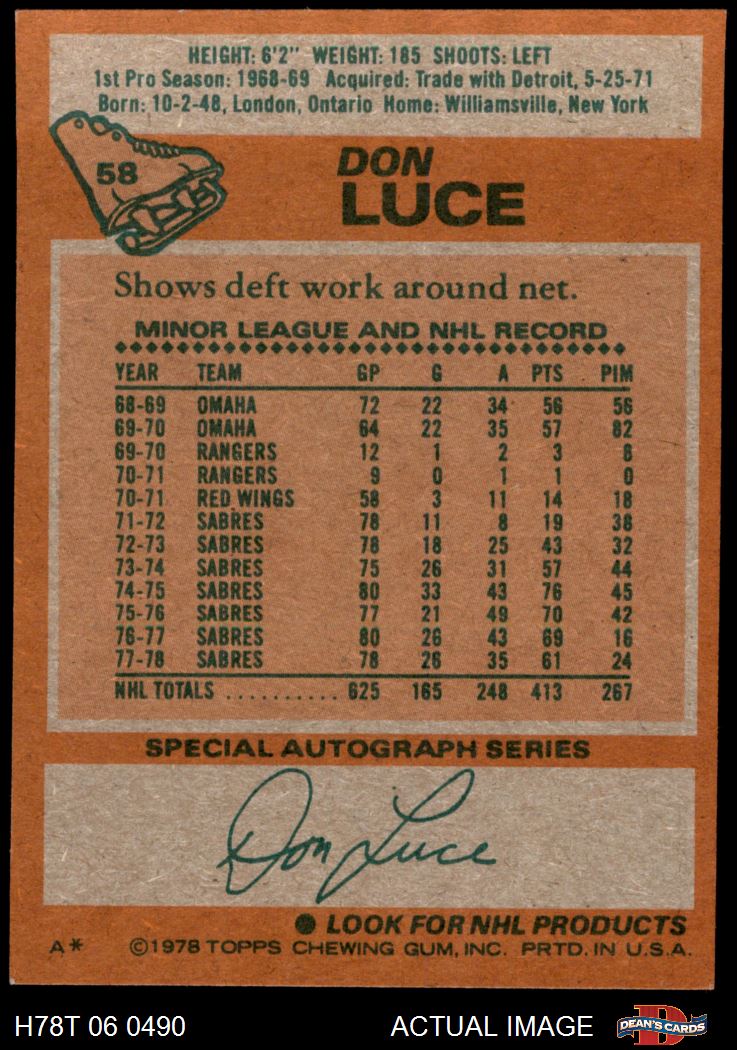 HEIGHT: 6'2" WEIGHT: 185 SHOOTS: LEFT
1st Pro Season: 1968-69 Acquired: Trade with Detroit, 5-25-71
Born: 10-2-48, London, Ontario Home: Williamsville, New York
58
DON
LUCE
Shows deft work around net.
MINOR LEAGUE AND NHL RECORD
YEAR TEAM GP G A PTS PIM
68-69 OMAHA 72 22 34 56 56
69-70 OMAHA 64 22 35 57 82
69-70 RANGERS 12 1 2 3 8
70-71 RANGERS 9 0 1 1 0
70-71 RED WINGS 58 3 11 14 18
71-72 SABRES 78 11 8 19 38
72-73 SABRES 78 18 25 43 32
73-74 SABRES 75 26 31 57 44
74-75 SABRES 80 33 43 76 45
75-76 SABRES 77 21 49 70 42
76-77 SABRES 80 26 43 69 16
77-78 SABRES 78 26 35 61 24
NHL TOTALS .......... 625 165 248 413 267
SPECIAL AUTOGRAPH SERIES
Don Luce
● LOOK FOR NHL PRODUCTS
A* ©1978 TOPPS CHEWING GUM, INC. PRTD. IN U.S.A.
H78T 06 0490 ACTUAL IMAGE D DEAN'S CARDS